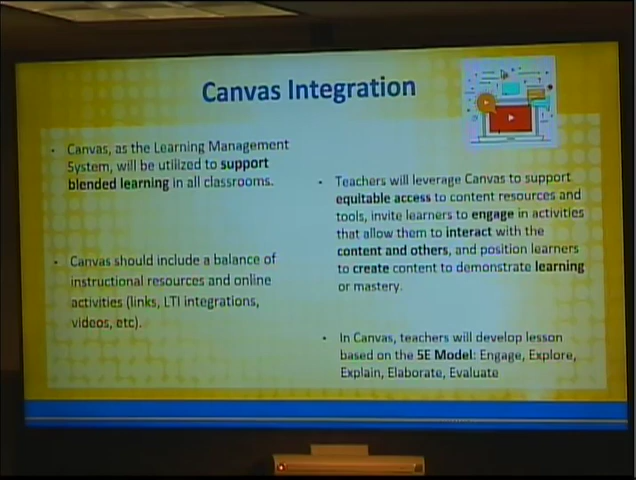 Canvas Integration
• Canvas, as the Learning Management
System, will be utilized to support
blended learning in all classrooms.
• Canvas should include a balance of
instructional resources and online
activities (links, LTI integrations,
videos, etc).
• Teachers will leverage Canvas to support
equitable access to content resources and
tools, invite learners to engage in activities
that allow them to interact with the
content and others, and position learners
to create content to demonstrate learning
or mastery.
• In Canvas, teachers will develop lesson
based on the 5E Model: Engage, Explore,
Explain, Elaborate, Evaluate